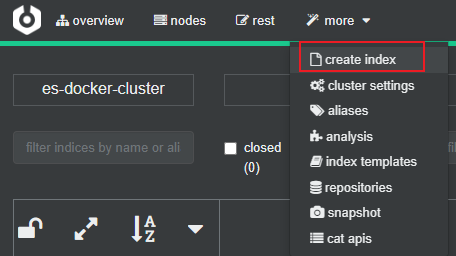 overview nodes rest more
create index
es-docker-cluster
cluster settings
aliases
filter indices by name or ali
closed
(0)
analysis
index templates
repositories
snapshot
cat apis
A
Z